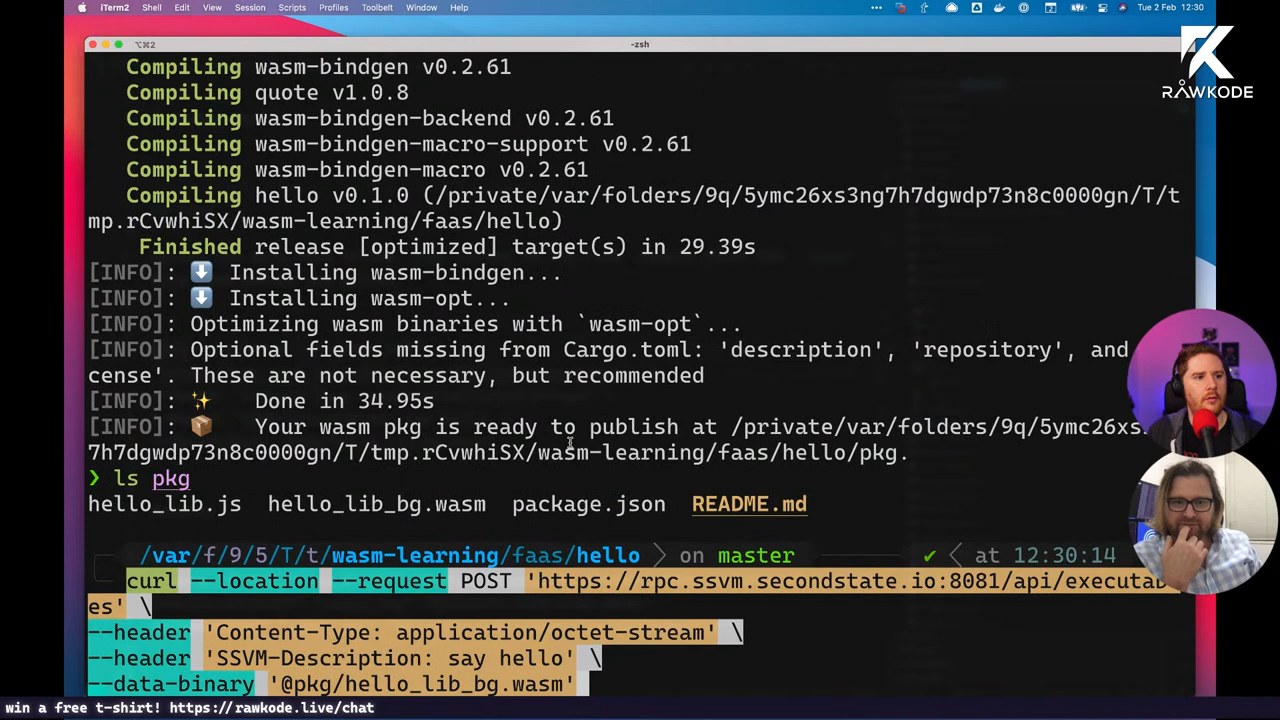 iTerm2 Shell Edit View Session Scripts Profiles Toolbelt Window Help Tue 2 Feb 12:30
⌥⌘2 -zsh
RAWKODE
Compiling wasm-bindgen v0.2.61
Compiling quote v1.0.8
Compiling wasm-bindgen-backend v0.2.61
Compiling wasm-bindgen-macro-support v0.2.61
Compiling wasm-bindgen-macro v0.2.61
Compiling hello v0.1.0 (/private/var/folders/9q/5ymc26xs3ng7h7dgwdp73n8c0000gn/T/t
mp.rCvwhiSX/wasm-learning/faas/hello)
Finished release [optimized] target(s) in 29.39s
[INFO]: ⬇️ Installing wasm-bindgen...
[INFO]: ⬇️ Installing wasm-opt...
[INFO]: Optimizing wasm binaries with `wasm-opt`...
[INFO]: Optional fields missing from Cargo.toml: 'description', 'repository', and
cense'. These are not necessary, but recommended
[INFO]: ✨ Done in 34.95s
[INFO]: 📦 Your wasm pkg is ready to publish at /private/var/folders/9q/5ymc26xs
7h7dgwdp73n8c0000gn/T/tmp.rCvwhiSX/wasm-learning/faas/hello/pkg.
❯ ls pkg
hello_lib.js hello_lib_bg.wasm package.json README.md
/var/f/9/5/T/t/wasm-learning/faas/hello on master ✔ at 12:30:14
curl --location --request POST 'https://rpc.ssvm.secondstate.io:8081/api/executab
es' \
--header 'Content-Type: application/octet-stream' \
--header 'SSVM-Description: say hello' \
--data-binary '@pkg/hello_lib_bg.wasm'
win a free t-shirt! https://rawkode.live/chat